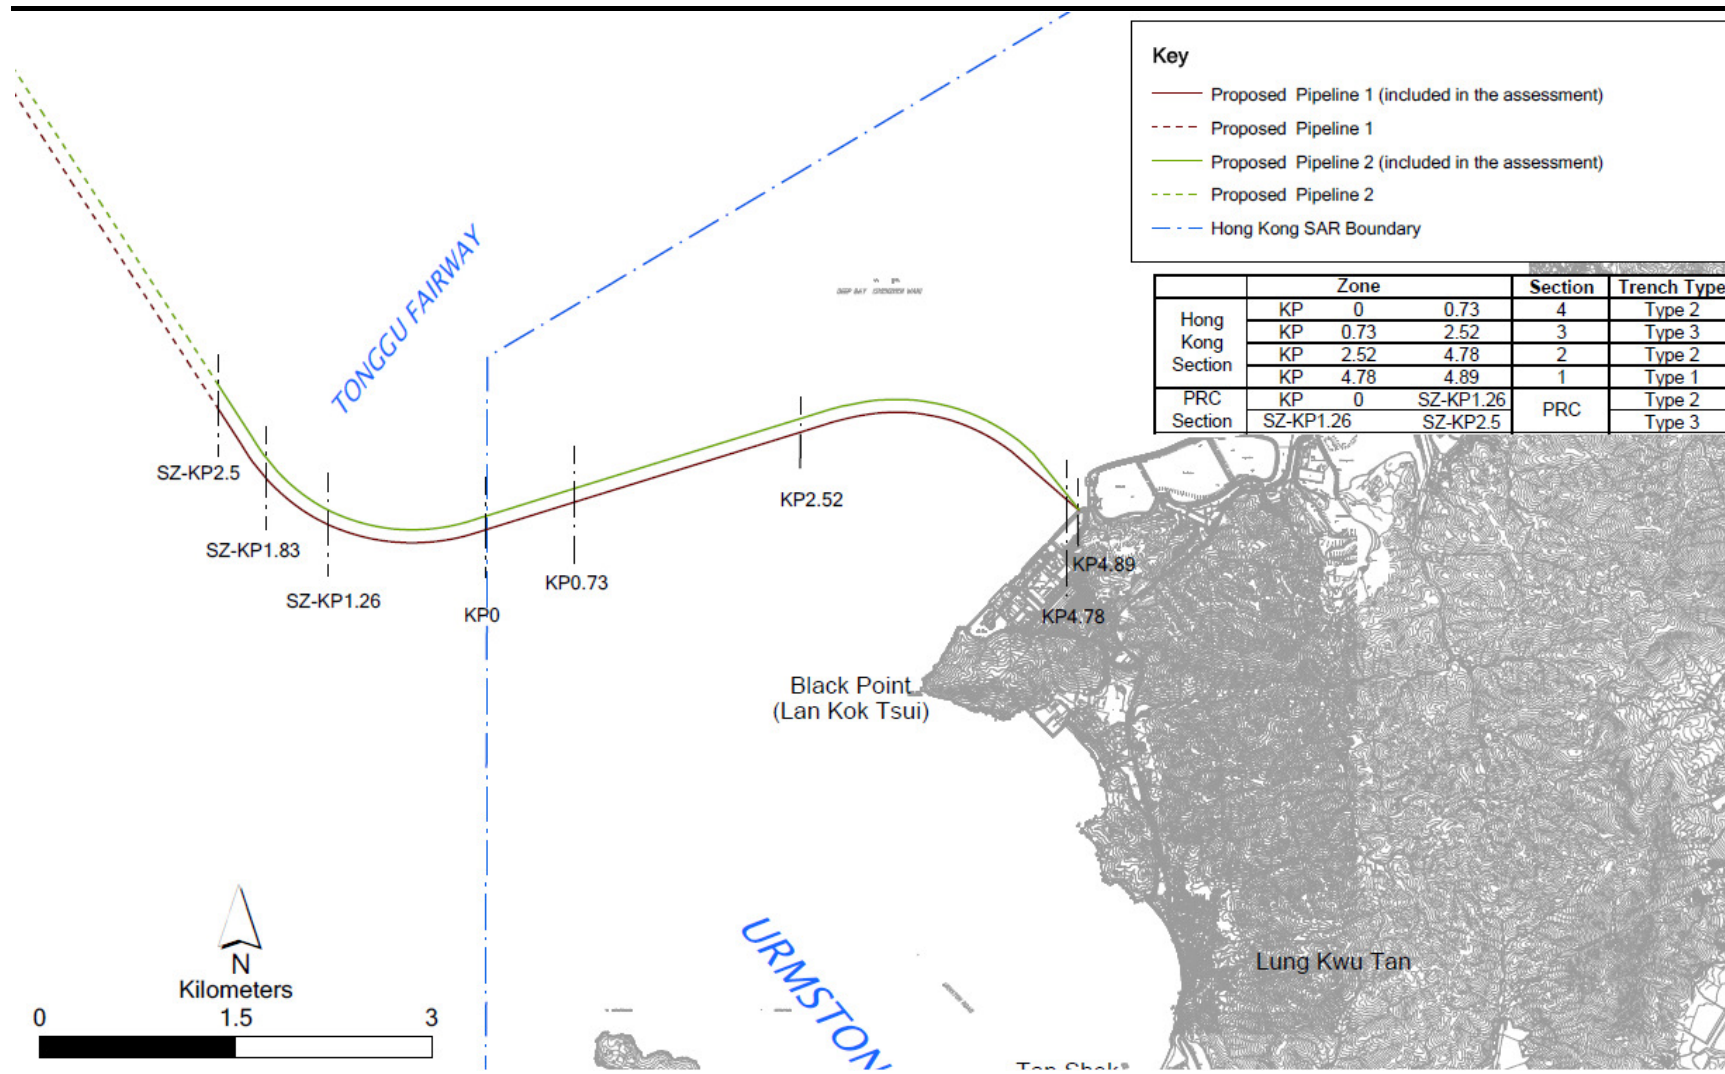 Key
Proposed Pipeline 1 (included in the assessment)
Proposed Pipeline 1
Proposed Pipeline 2 (included in the assessment)
Proposed Pipeline 2
Hong Kong SAR Boundary
Zone Section Trench Type
Hong Kong Section
KP 0 0.73 4 Type 2
KP 0.73 2.52 3 Type 3
KP 2.52 4.78 2 Type 2
KP 4.78 4.89 1 Type 1
PRC Section
KP 0 SZ-KP1.26 PRC Type 2
SZ-KP1.26 SZ-KP2.5 Type 3
TONGGU FAIRWAY
SZ-KP2.5
SZ-KP1.83
SZ-KP1.26
KP0
KP0.73
KP2.52
KP4.89
KP4.78
Black Point
(Lan Kok Tsui)
Lung Kwu Tan
URMSTON
N
Kilometers
0 1.5 3